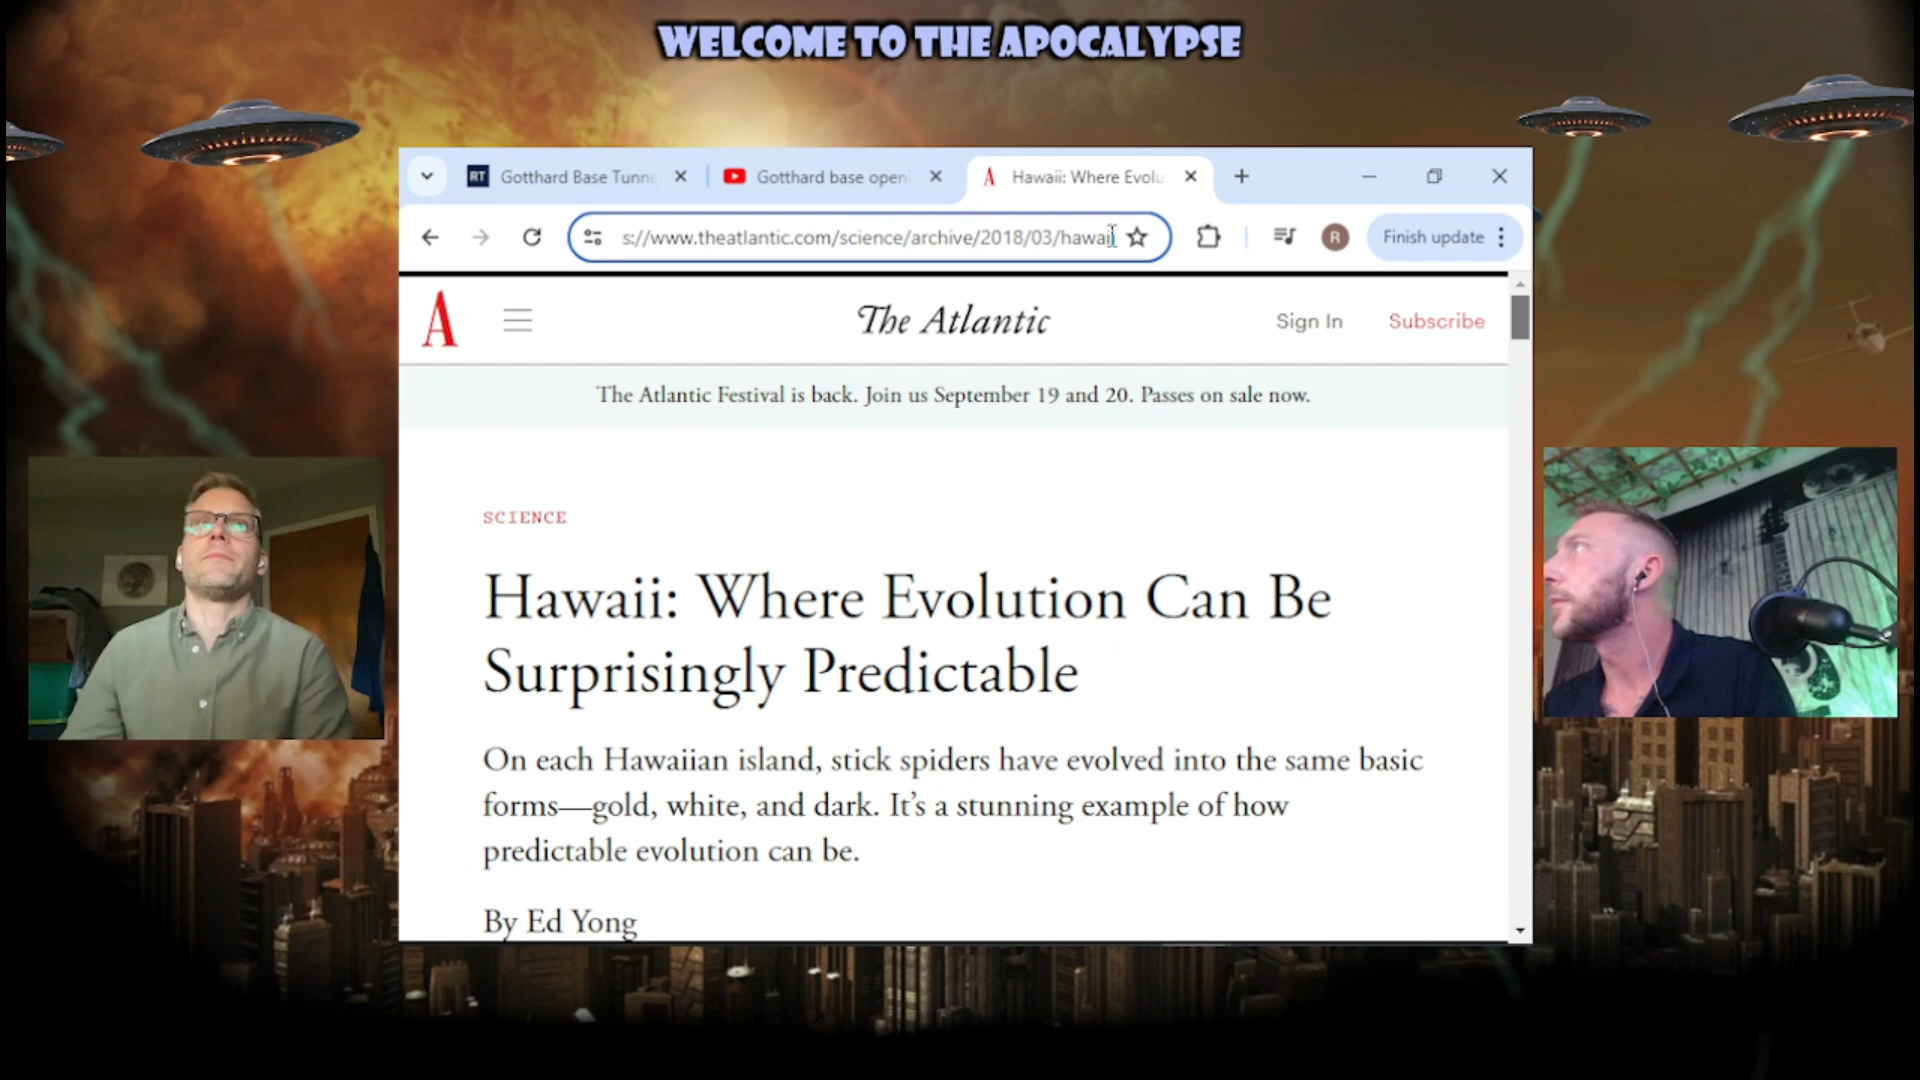 WELCOME TO THE APOCALYPSE
RT Gotthard Base Tunne
Gotthard base openi
A Hawaii: Where Evolu
s://www.theatlantic.com/science/archive/2018/03/hawaii
R
Finish update
A
The Atlantic
Sign In
Subscribe
The Atlantic Festival is back. Join us September 19 and 20. Passes on sale now.
SCIENCE
Hawaii: Where Evolution Can Be
Surprisingly Predictable
On each Hawaiian island, stick spiders have evolved into the same basic
forms—gold, white, and dark. It’s a stunning example of how
predictable evolution can be.
By Ed Yong